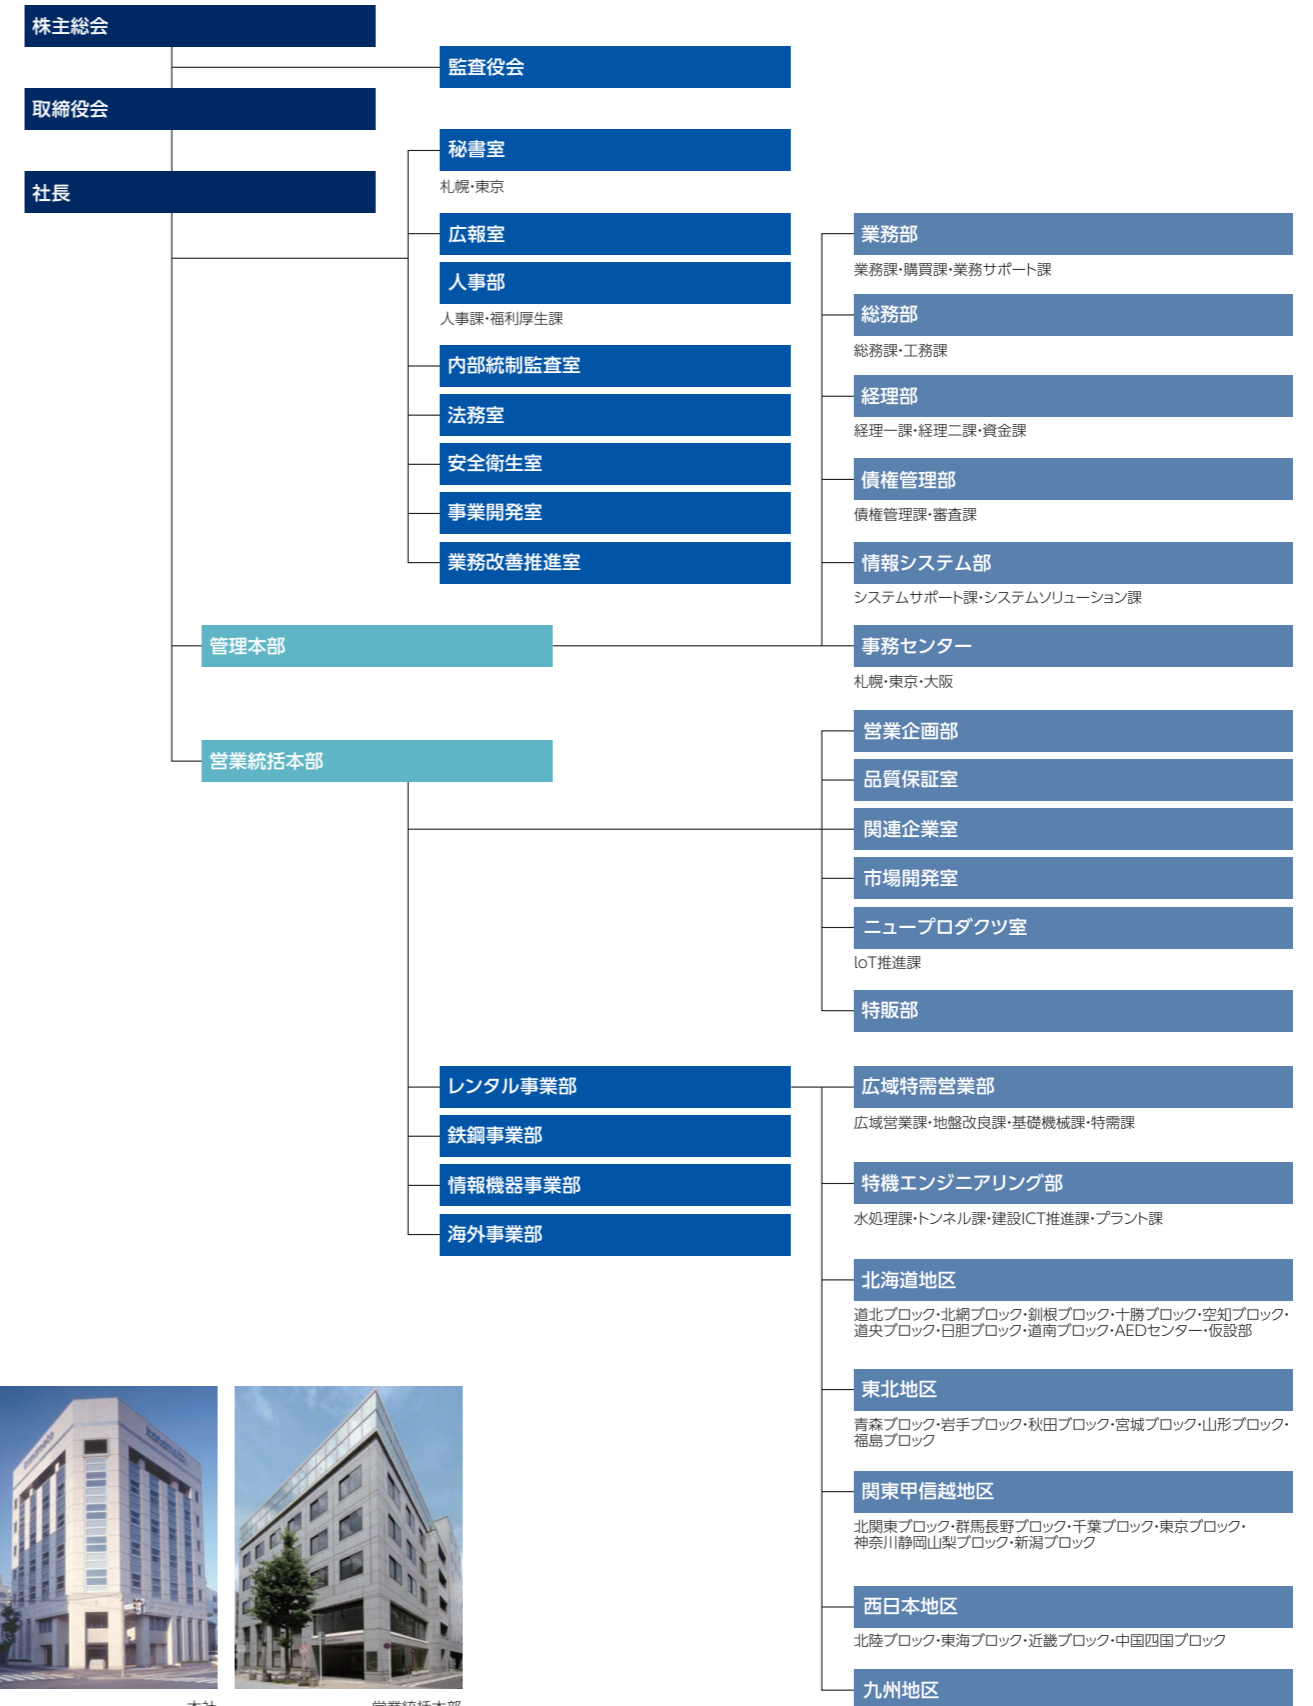 株主総会
監査役会
取締役会
社長
秘書室
札幌・東京
広報室
人事部
人事課・福利厚生課
内部統制監査室
法務室
安全衛生室
事業開発室
業務改善推進室
管理本部
業務部
業務課・購買課・業務サポート課
総務部
総務課・工務課
経理部
経理一課・経理二課・資金課
債権管理部
債権管理課・審査課
情報システム部
システムサポート課・システムソリューション課
事務センター
札幌・東京・大阪
営業統括本部
営業企画部
品質保証室
関連企業室
市場開発室
ニュープロダクツ室
IoT推進課
特販部
レンタル事業部
鉄鋼事業部
情報機器事業部
海外事業部
広域特需営業部
広域営業課・地盤改良課・基礎機械課・特需課
特機エンジニアリング部
水処理課・トンネル課・建設ICT推進課・プラント課
北海道地区
道北ブロック・北網ブロック・釧根ブロック・十勝ブロック・空知ブロック・
道央ブロック・日胆ブロック・道南ブロック・AEDセンター・仮設部
東北地区
青森ブロック・岩手ブロック・秋田ブロック・宮城ブロック・山形ブロック・
福島ブロック
関東甲信越地区
北関東ブロック・群馬長野ブロック・千葉ブロック・東京ブロック・
神奈川静岡山梨ブロック・新潟ブロック
西日本地区
北陸ブロック・東海ブロック・近畿ブロック・中国四国ブロック
九州地区
本社
営業統括本部